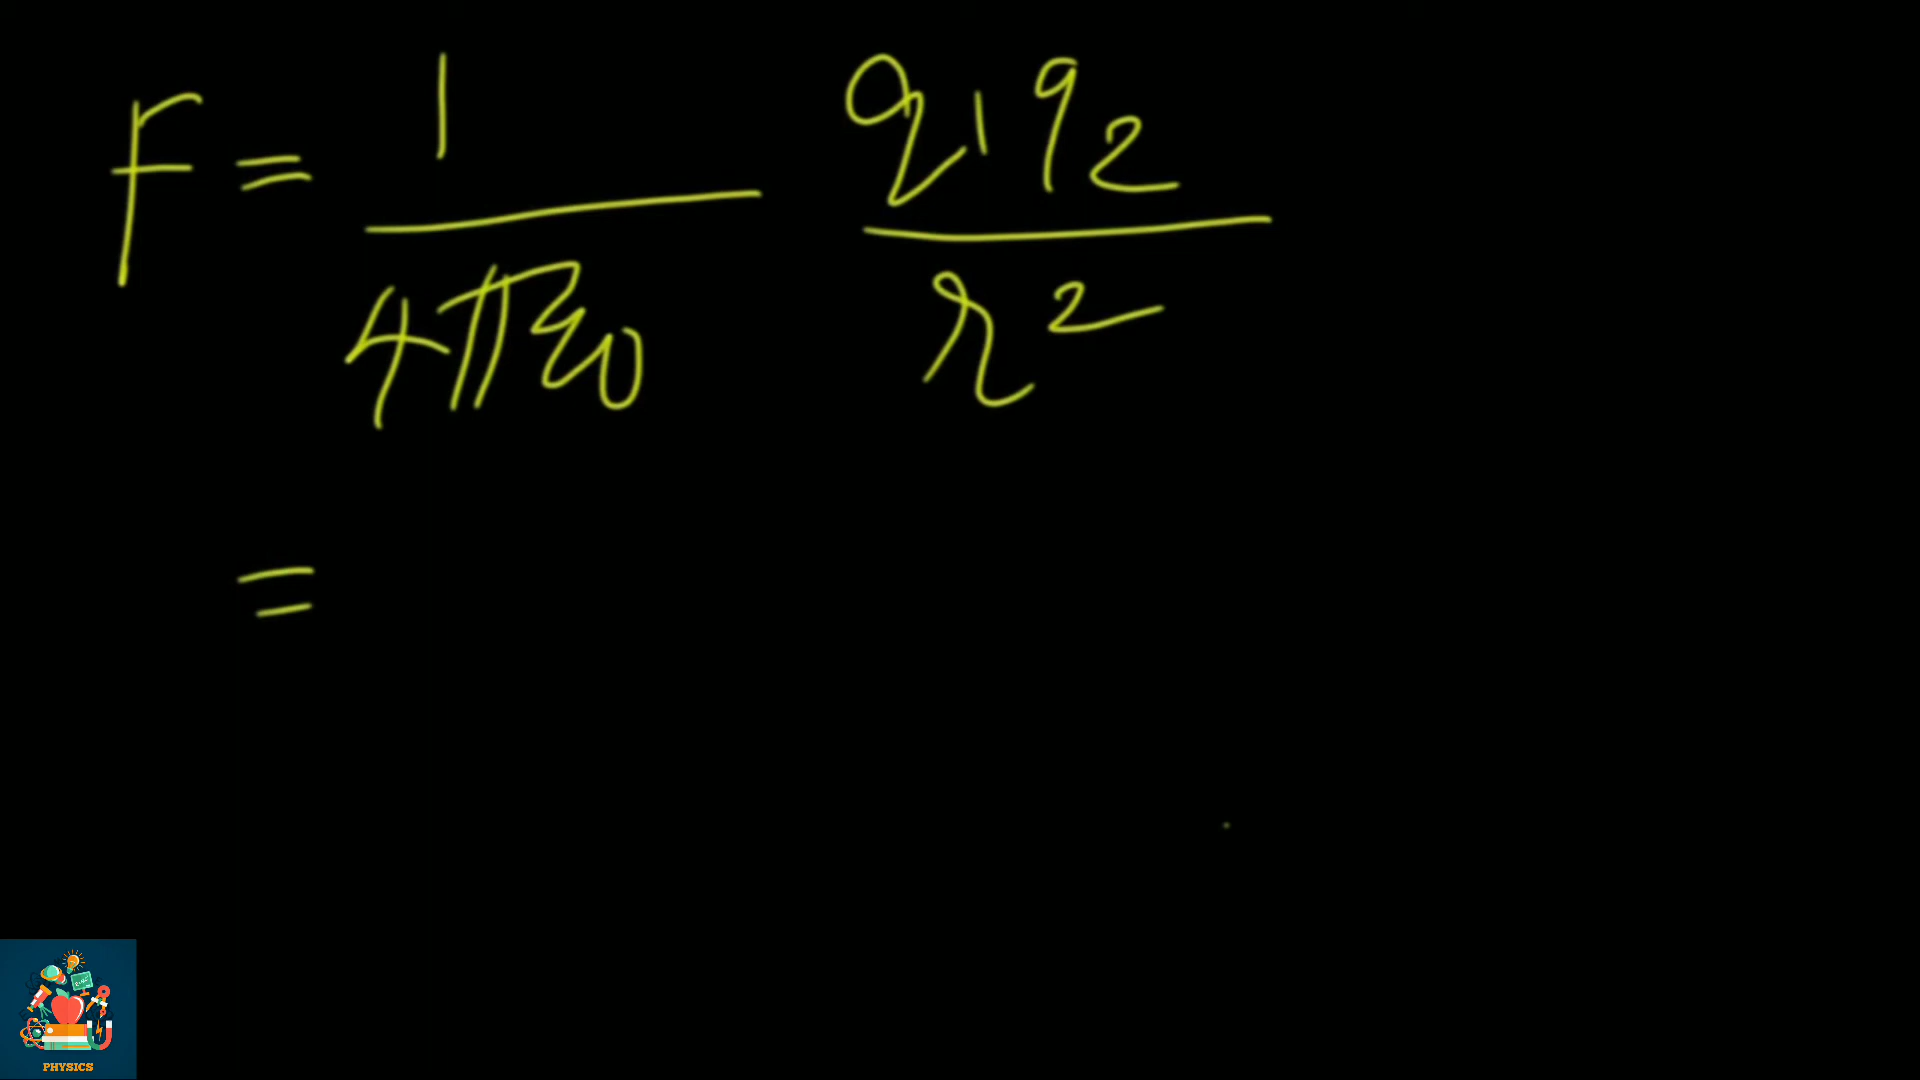 F = 1/4πε₀ q₁q₂/r²
=
PHYSICS